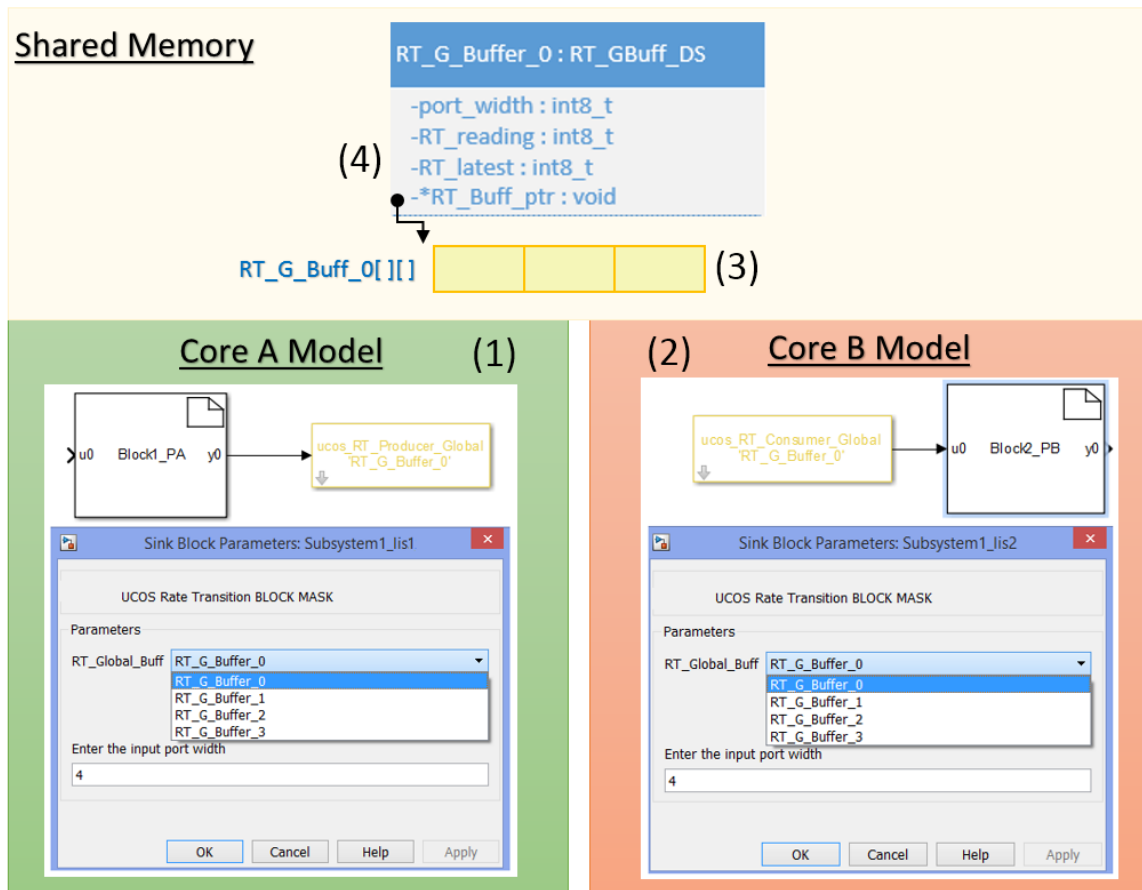 Shared Memory
RT_G_Buffer_0 : RT_GBuff_DS
-port_width : int8_t
-RT_reading : int8_t
-RT_latest : int8_t
-*RT_Buff_ptr : void
(4)
RT_G_Buff_0[ ][ ]
(3)
Core A Model
(1)
u0
Block1_PA
y0
ucos_RT_Producer_Global
'RT_G_Buffer_0'
Sink Block Parameters: Subsystem1_lis1
UCOS Rate Transition BLOCK MASK
Parameters
RT_Global_Buff
RT_G_Buffer_0
RT_G_Buffer_0
RT_G_Buffer_1
RT_G_Buffer_2
RT_G_Buffer_3
Enter the input port width
4
OK
Cancel
Help
Apply
(2)
Core B Model
ucos_RT_Consumer_Global
'RT_G_Buffer_0'
u0
Block2_PB
y0
Sink Block Parameters: Subsystem1_lis2
UCOS Rate Transition BLOCK MASK
Parameters
RT_Global_Buff
RT_G_Buffer_0
RT_G_Buffer_0
RT_G_Buffer_1
RT_G_Buffer_2
RT_G_Buffer_3
Enter the input port width
4
OK
Cancel
Help
Apply